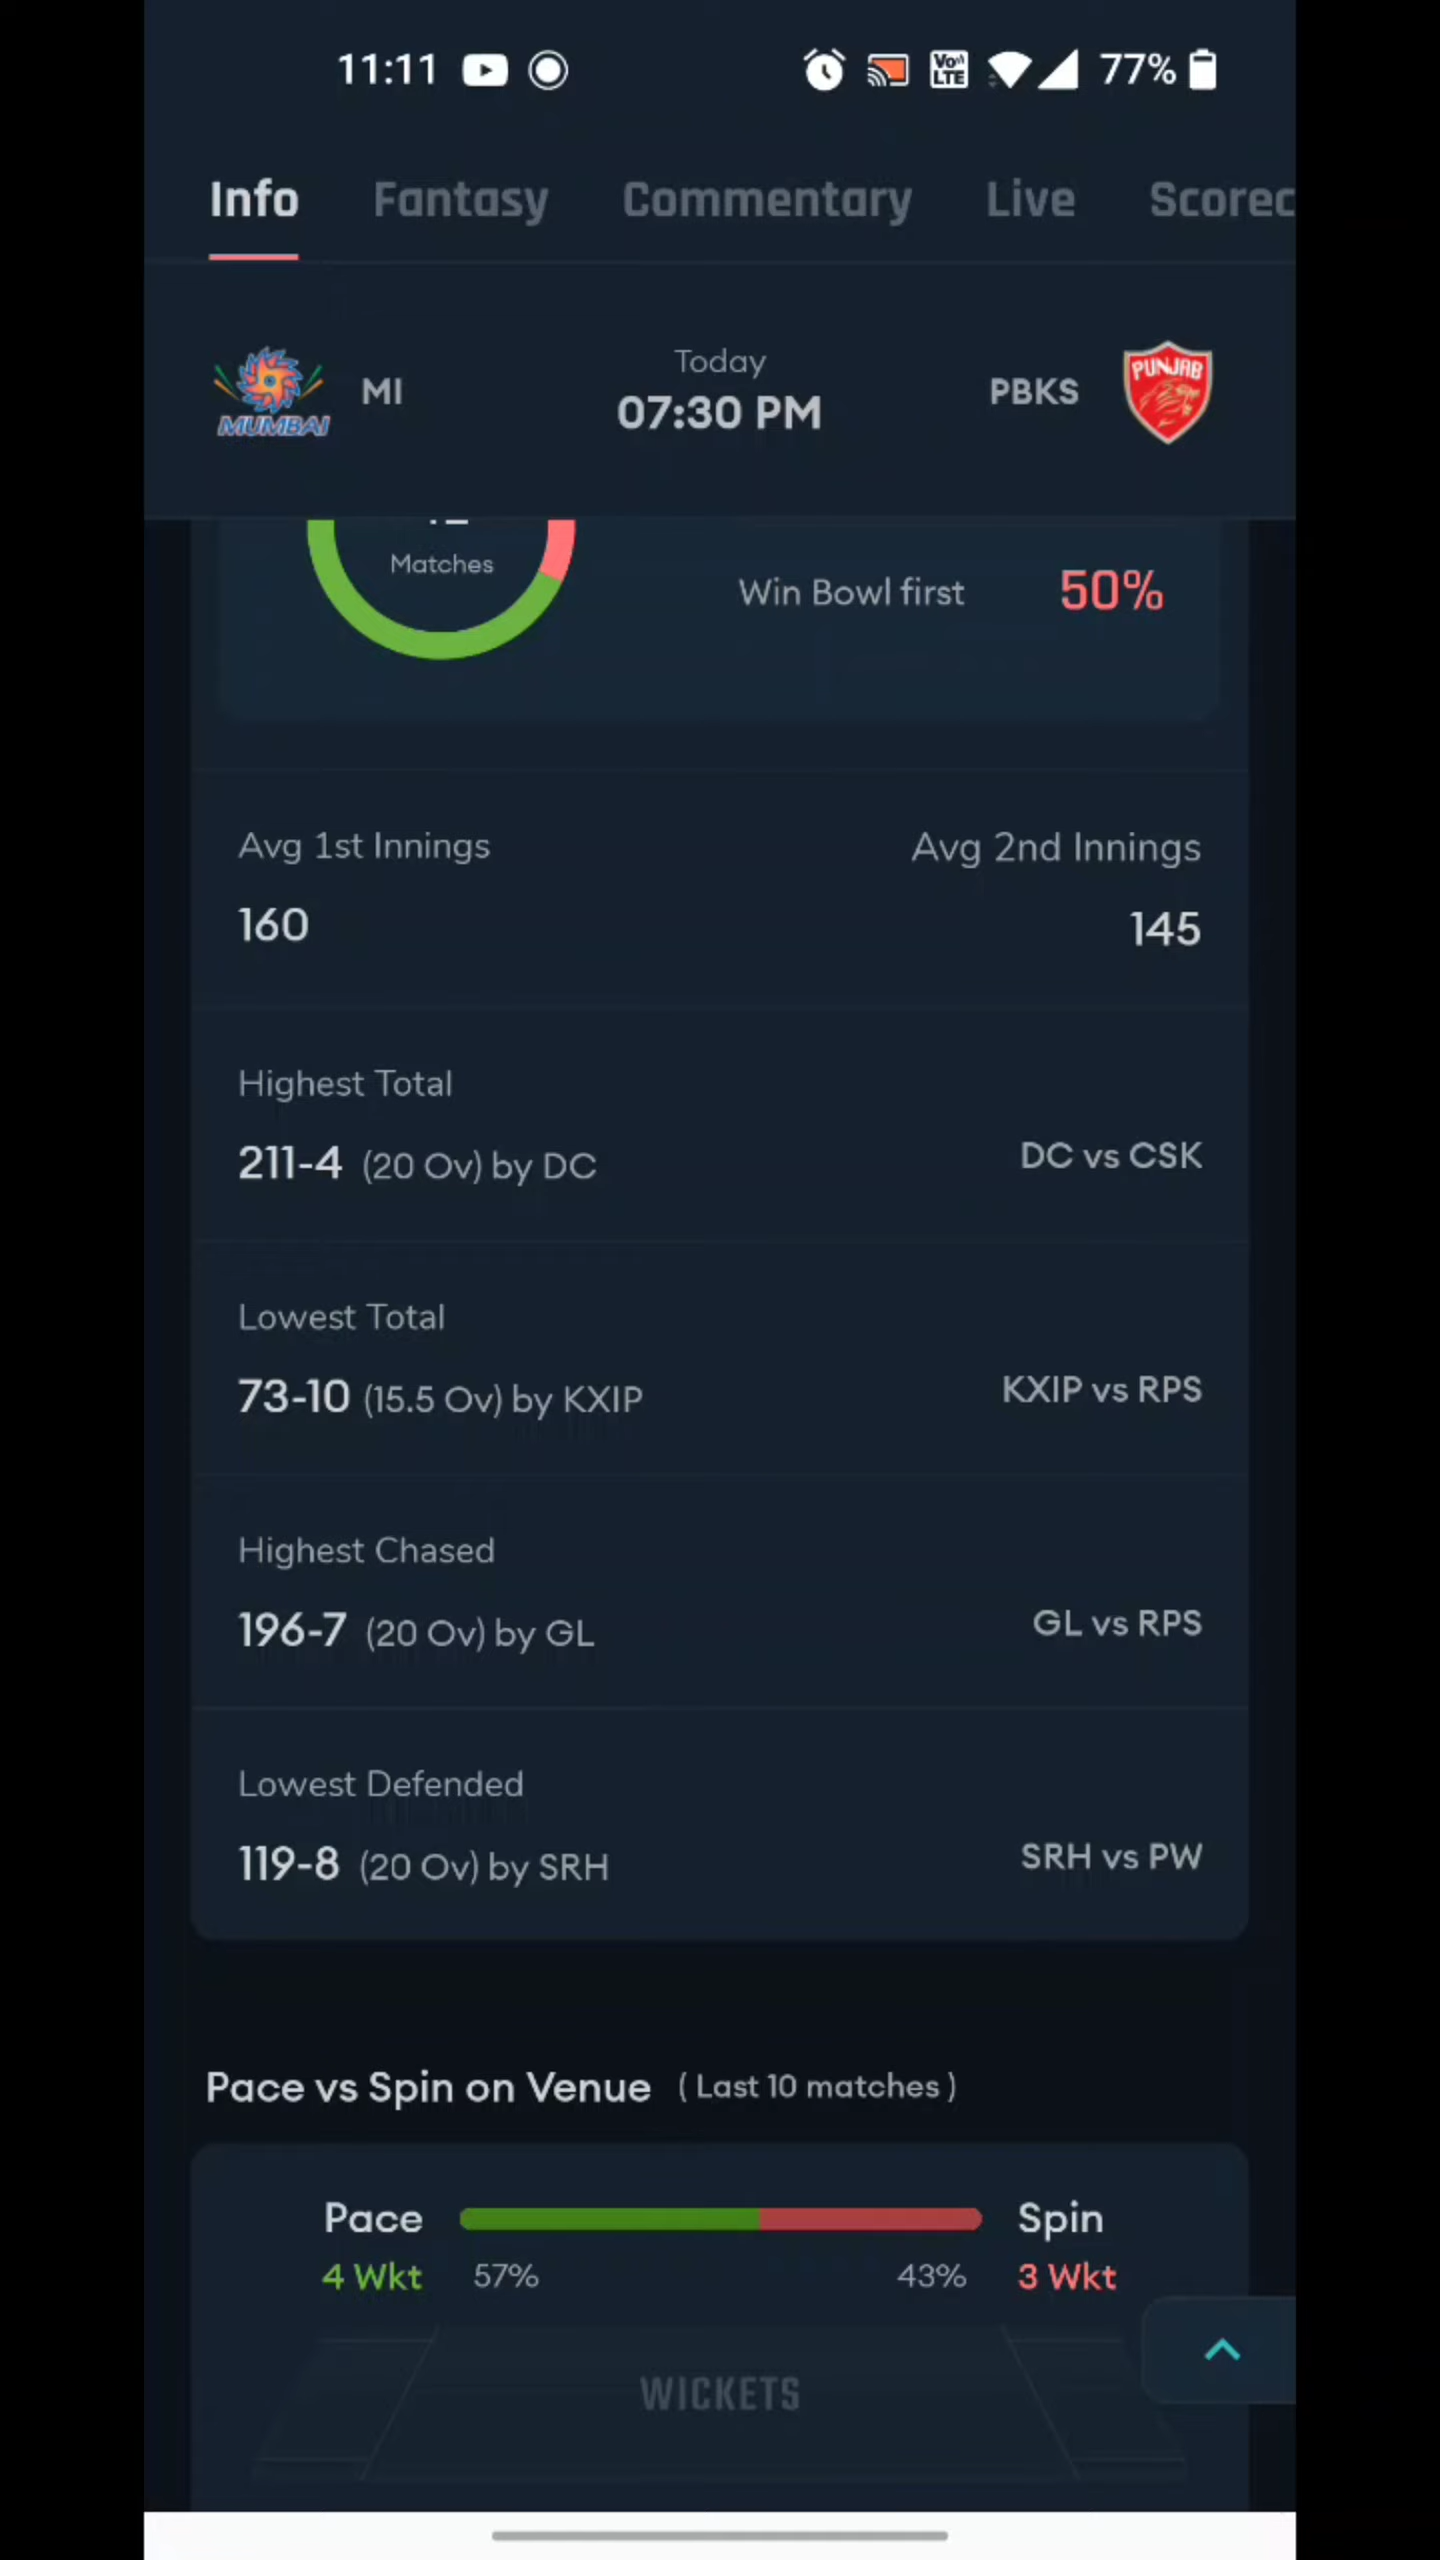 11:11 Vo)) LTE 77%
Info Fantasy Commentary Live Scorec
MUMBAI MI Today 07:30 PM PBKS PUNJAB
Matches
Win Bowl first 50%
Avg 1st Innings Avg 2nd Innings
160 145
Highest Total
211-4 (20 Ov) by DC DC vs CSK
Lowest Total
73-10 (15.5 Ov) by KXIP KXIP vs RPS
Highest Chased
196-7 (20 Ov) by GL GL vs RPS
Lowest Defended
119-8 (20 Ov) by SRH SRH vs PW
Pace vs Spin on Venue ( Last 10 matches )
Pace Spin
4 Wkt 57% 43% 3 Wkt
WICKETS